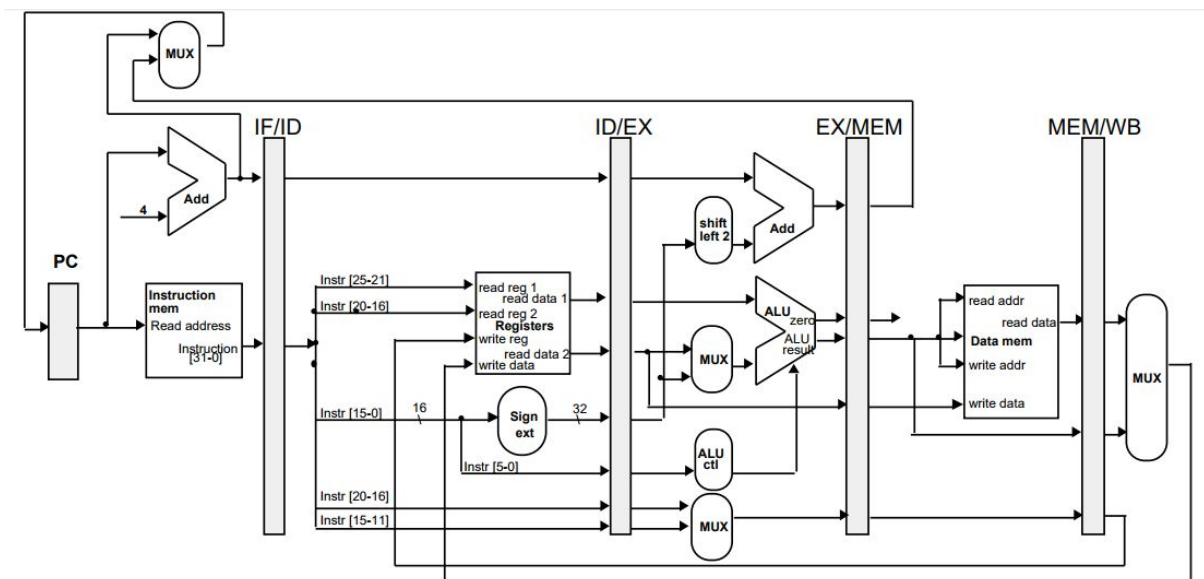 MUX
IF/ID
ID/EX
EX/MEM
MEM/WB
Add
4
shift
left 2
Add
PC
Instruction
mem
Read address
Instruction
[31-0]
Instr [25-21]
Instr [20-16]
read reg 1
read data 1
read reg 2
Registers
write reg
read data 2
write data
ALU
zero
ALU
result
MUX
read addr
read data
Data mem
write addr
write data
MUX
Instr [15-0]
16
Sign
ext
32
Instr [5-0]
ALU
ctl
Instr [20-16]
Instr [15-11]
MUX